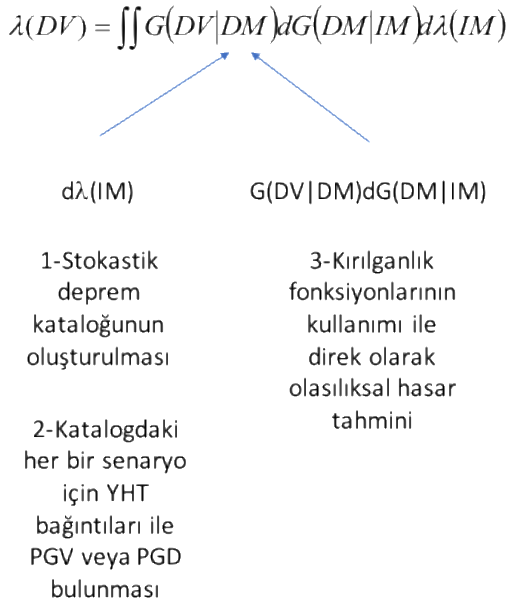 λ(DV) = ∬G(DV|DM)dG(DM|IM)dλ(IM)
dλ(IM)
1-Stokastik
deprem
kataloğunun
oluşturulması
2-Katalogdaki
her bir senaryo
için YHT
bağıntıları ile
PGV veya PGD
bulunması
G(DV|DM)dG(DM|IM)
3-Kırılganlık
fonksiyonlarının
kullanımı ile
direk olarak
olasılıksal hasar
tahmini